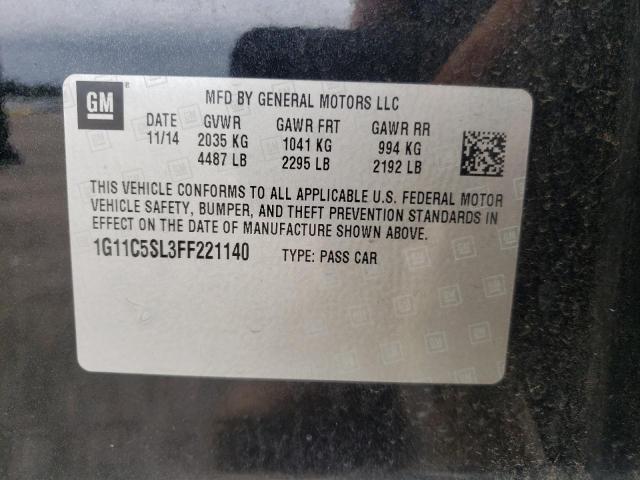 GM ®
MFD BY GENERAL MOTORS LLC
DATE GVWR GAWR FRT GAWR RR
11/14 2035 KG 1041 KG 994 KG
4487 LB 2295 LB 2192 LB
THIS VEHICLE CONFORMS TO ALL APPLICABLE U.S. FEDERAL MOTOR
VEHICLE SAFETY, BUMPER, AND THEFT PREVENTION STANDARDS IN
EFFECT ON THE DATE OF MANUFACTURE SHOWN ABOVE.
1G11C5SL3FF221140 TYPE: PASS CAR